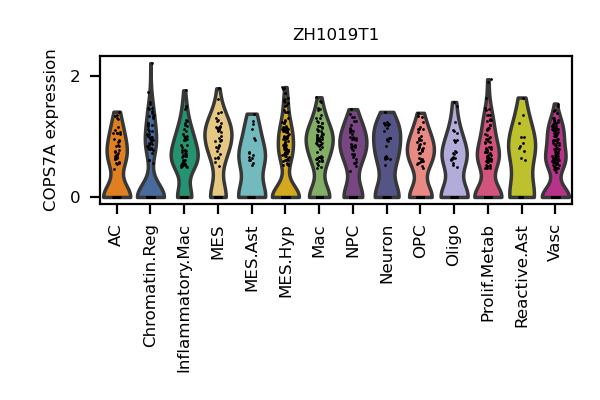 ZH1019T1
COPS7A expression
2
0
AC
Chromatin.Reg
Inflammatory.Mac
MES
MES.Ast
MES.Hyp
Mac
NPC
Neuron
OPC
Oligo
Prolif.Metab
Reactive.Ast
Vasc